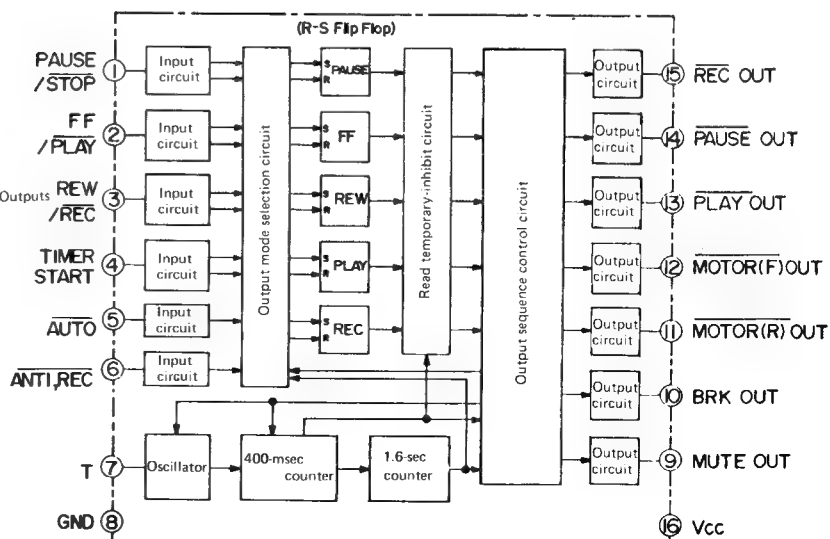 (R-S Flip Flop)
PAUSE
/STOP
1
Input
circuit
FF
/PLAY
2
Input
circuit
Outputs REW
/REC
3
Input
circuit
TIMER
START
4
Input
circuit
AUTO
5
Input
circuit
ANTI,REC
6
Input
circuit
Output mode selection circuit
S
R
PAUSE
S
R
FF
S
R
REW
S
R
PLAY
S
R
REC
Read temporary-inhibit circuit
Output sequence control circuit
Output
circuit
15
REC OUT
Output
circuit
14
PAUSE OUT
Output
circuit
13
PLAY OUT
Output
circuit
12
MOTOR(F)OUT
Output
circuit
11
MOTOR(R) OUT
Output
circuit
10
BRK OUT
Output
circuit
9
MUTE OUT
T
7
Oscillator
400-msec
counter
1.6-sec
counter
GND
8
16
Vcc